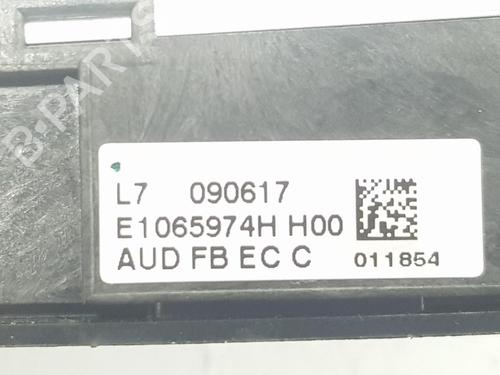 B-PARTS
L7 090617
E1065974H H00
AUD FB EC C
011854